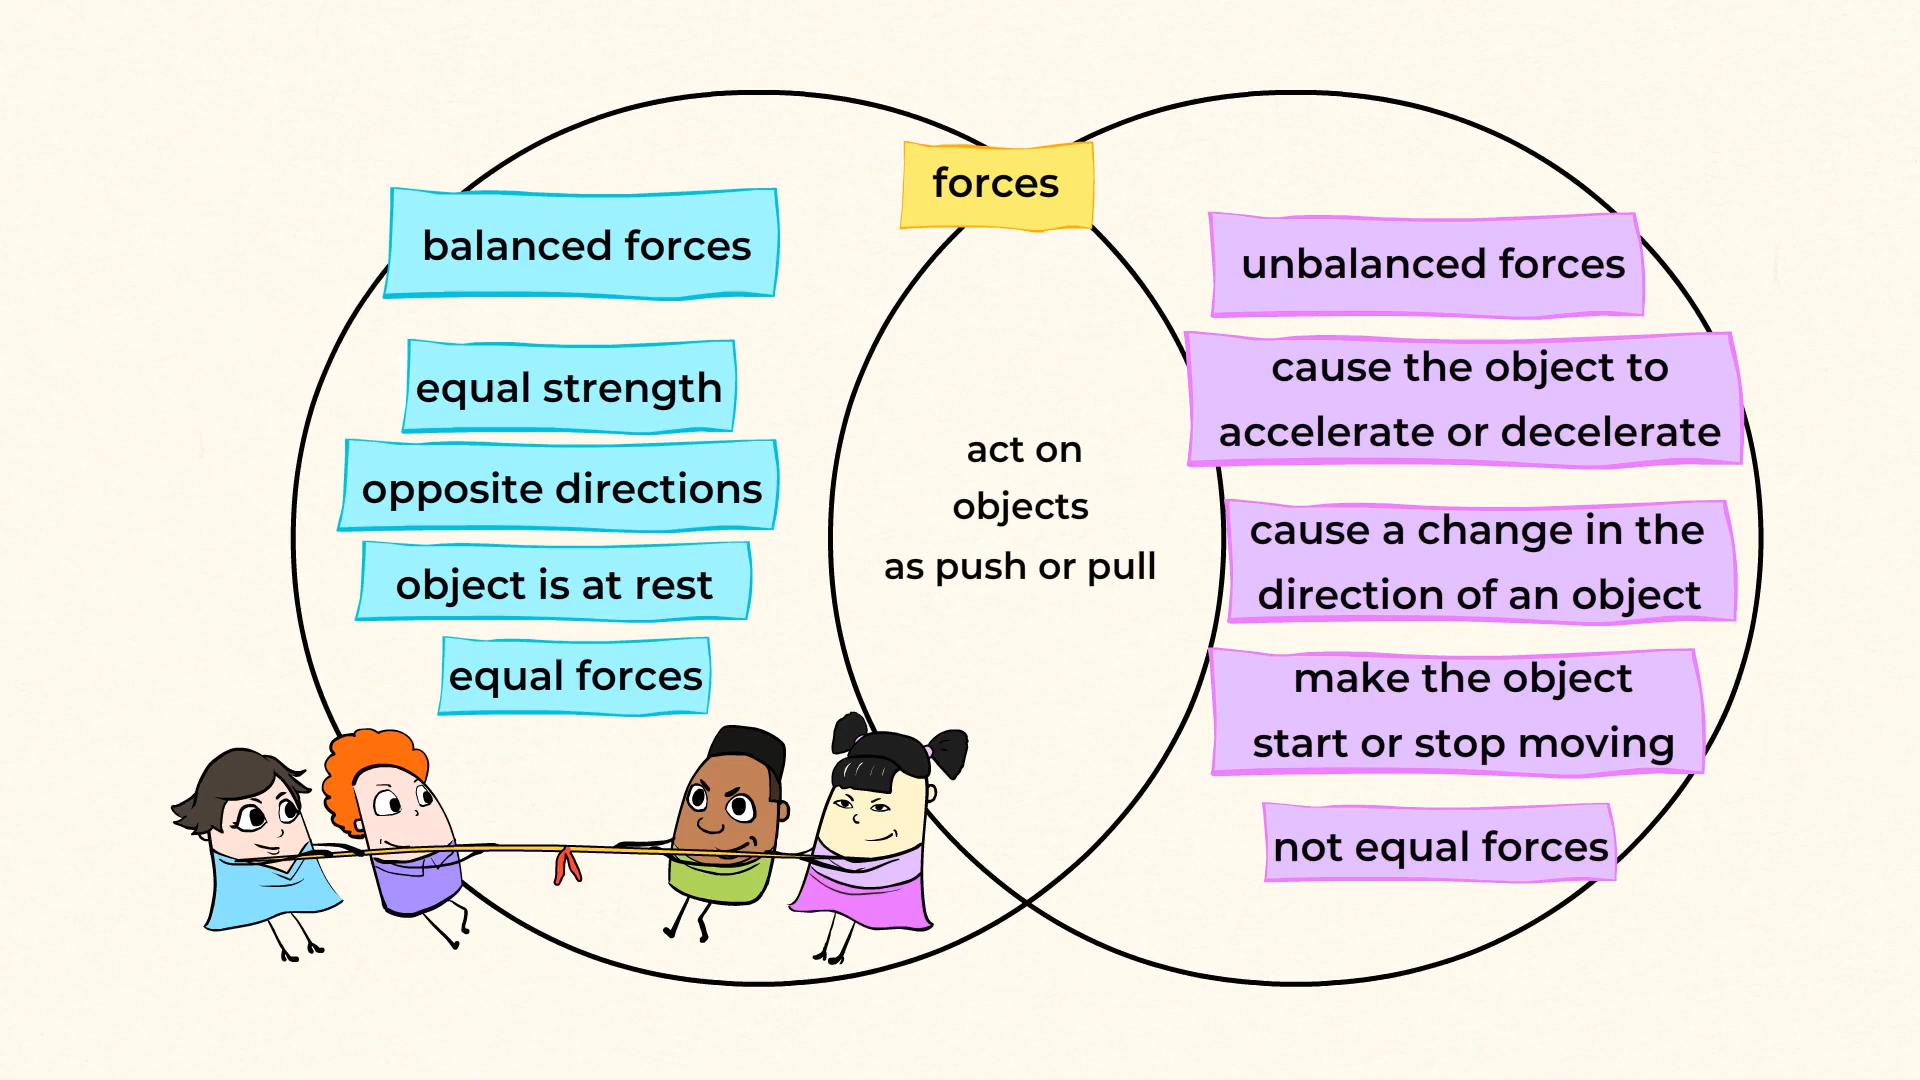 forces
balanced forces
equal strength
opposite directions
object is at rest
equal forces
act on
objects
as push or pull
unbalanced forces
cause the object to
accelerate or decelerate
cause a change in the
direction of an object
make the object
start or stop moving
not equal forces